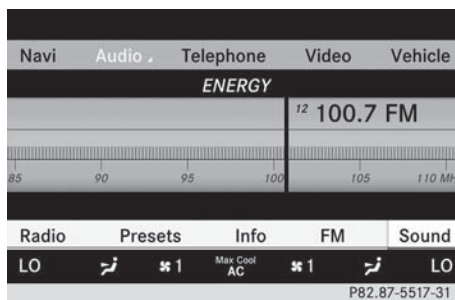 Navi Audio Telephone Video Vehicle
ENERGY
12 100.7 FM
85 90 95 100 105 110 MH
Radio Presets Info FM Sound
LO 1 Max Cool AC 1 LO
P82.87-5517-31